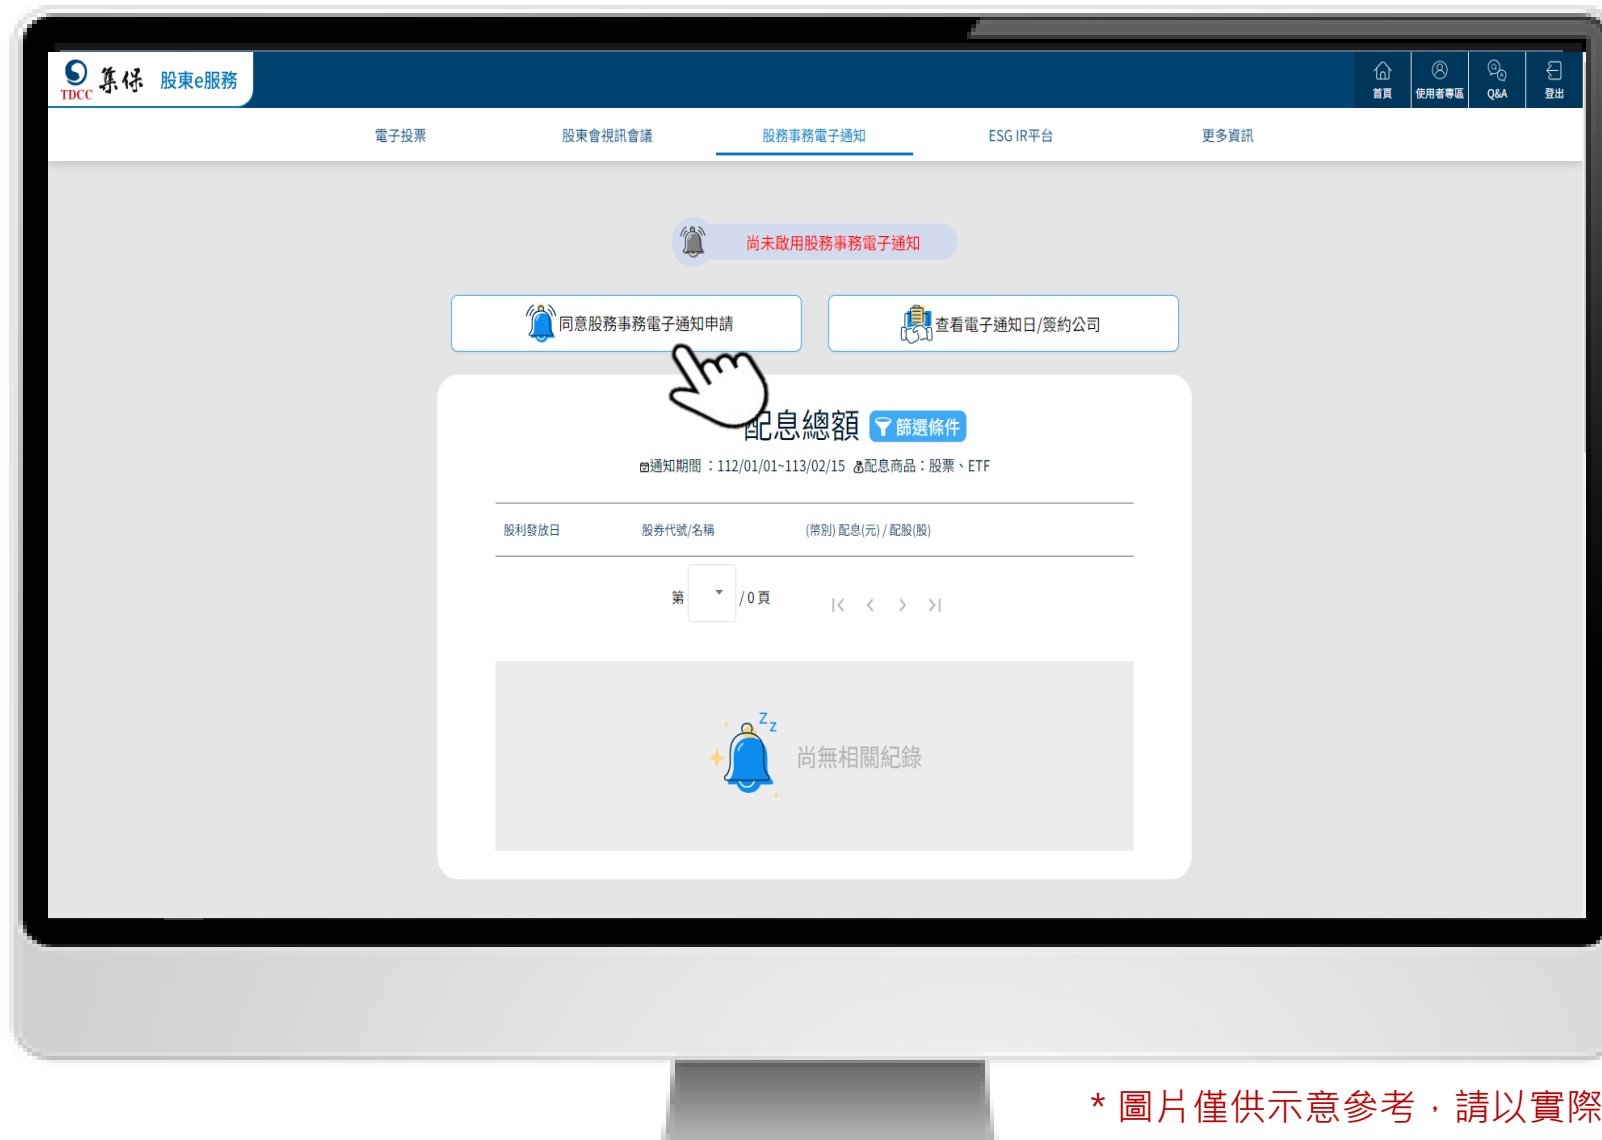 TDCC 集保 股東e服務
首頁 使用者專區 Q&A 登出
電子投票 股東會視訊會議 股務事務電子通知 ESG IR平台 更多資訊
尚未啟用股務事務電子通知
同意股務事務電子通知申請 查看電子通知日/簽約公司
配息總額 篩選條件
通知期間：112/01/01~113/02/15 配息商品：股票、ETF
股利發放日 股券代號/名稱 (幣別) 配息(元) / 配股(股)
第 / 0 頁
尚無相關紀錄
* 圖片僅供示意參考，請以實際